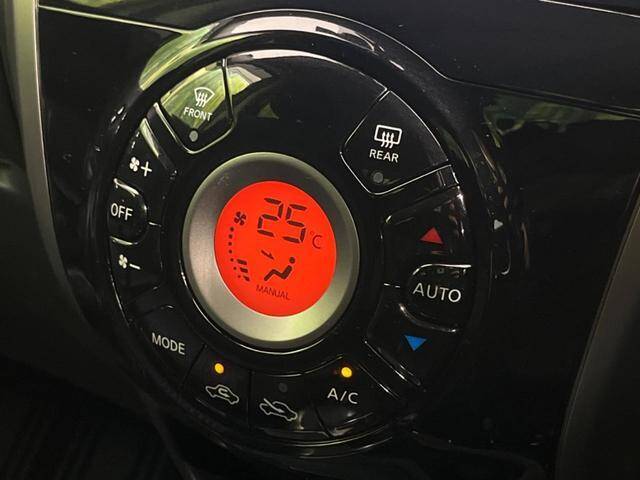 FRONT
REAR
+
OFF
-
25°C
MANUAL
AUTO
MODE
A/C